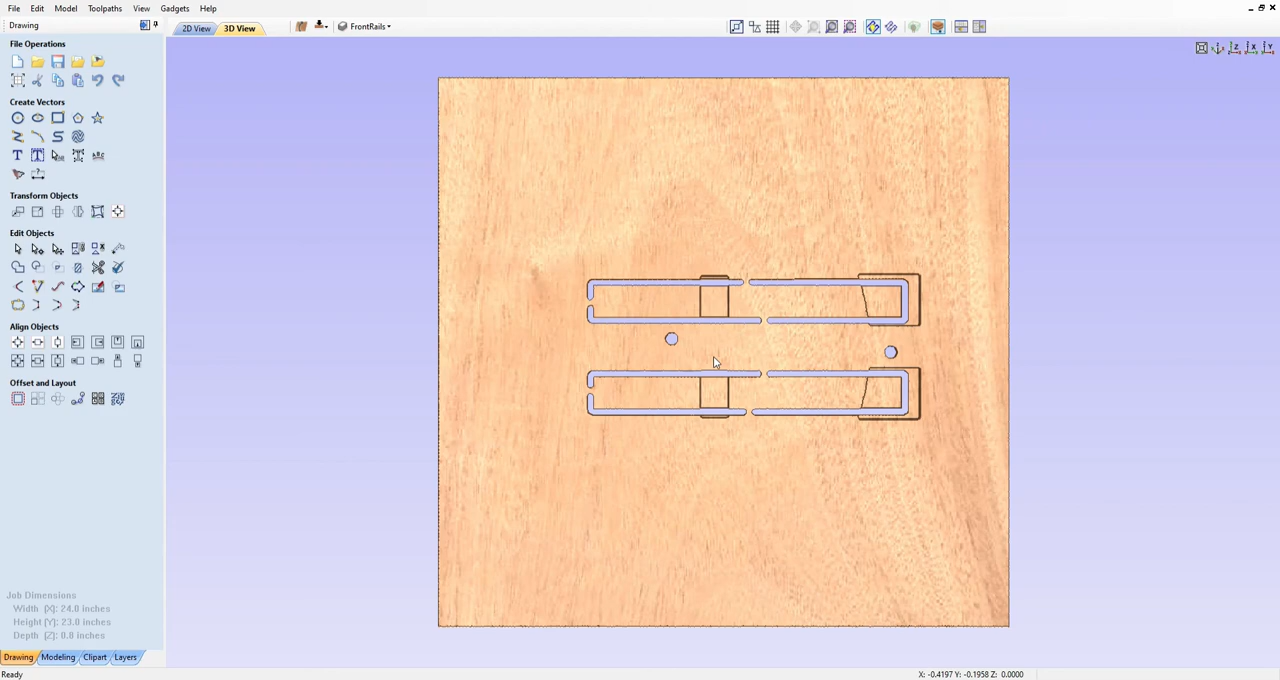 File Edit Model Toolpaths View Gadgets Help
Drawing
2D View 3D View FrontRails
File Operations
Create Vectors
Transform Objects
Edit Objects
Align Objects
Offset and Layout
Job Dimensions
Width (X): 24.0 inches
Height (Y): 23.0 inches
Depth (Z): 0.8 inches
Drawing Modeling Clipart Layers
Ready X: -0.4197 Y: -0.1958 Z: 0.0000